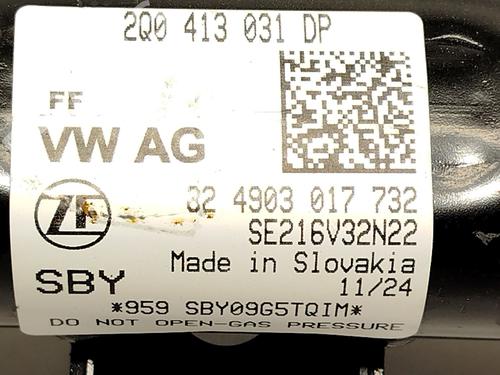 2Q0 413 031 DP
FF
VW AG
ZF
32 4903 017 732
SE216V32N22
Made in Slovakia
SBY
11/24
*959 SBY09G5TQIM*
DO NOT OPEN-GAS PRESSURE